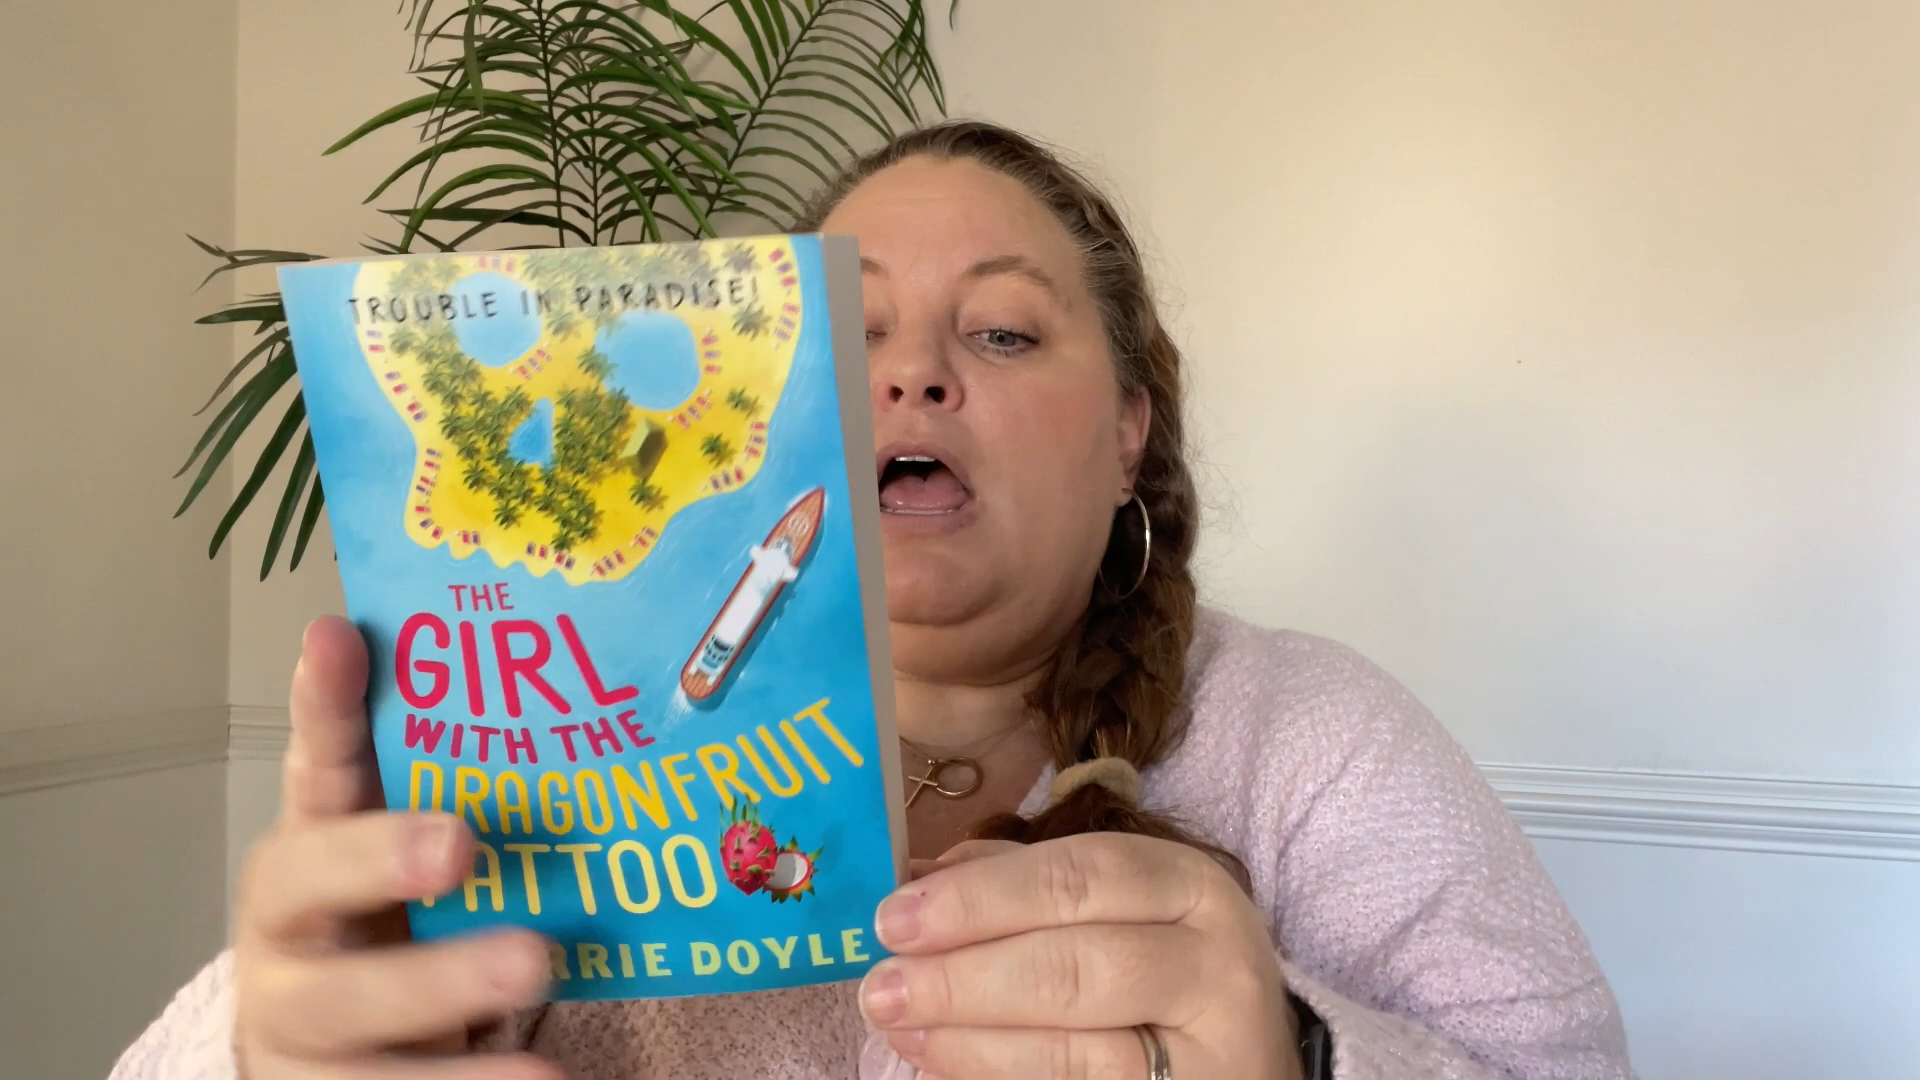 TROUBLE IN PARADISE!
THE
GIRL
WITH THE
DRAGONFRUIT
TATTOO
RRIE DOYLE